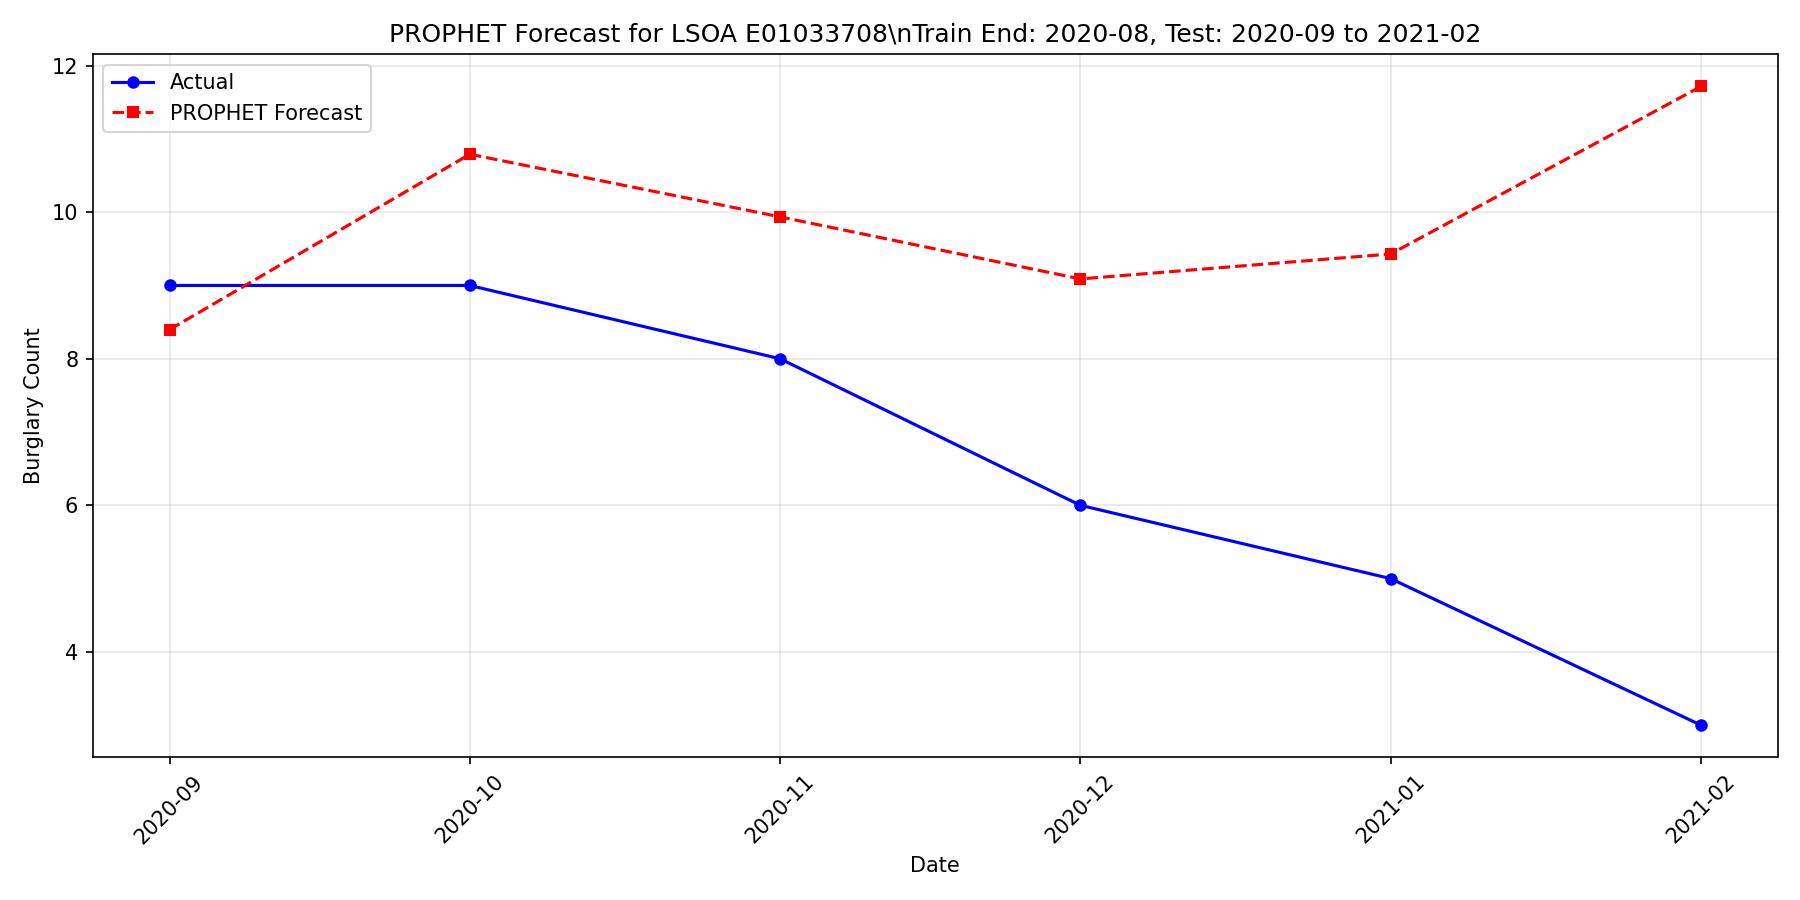 PROPHET Forecast for LSOA E01033708\nTrain End: 2020-08, Test: 2020-09 to 2021-02
Actual
PROPHET Forecast
Burglary Count
12
10
8
6
4
2020-09
2020-10
2020-11
2020-12
2021-01
2021-02
Date